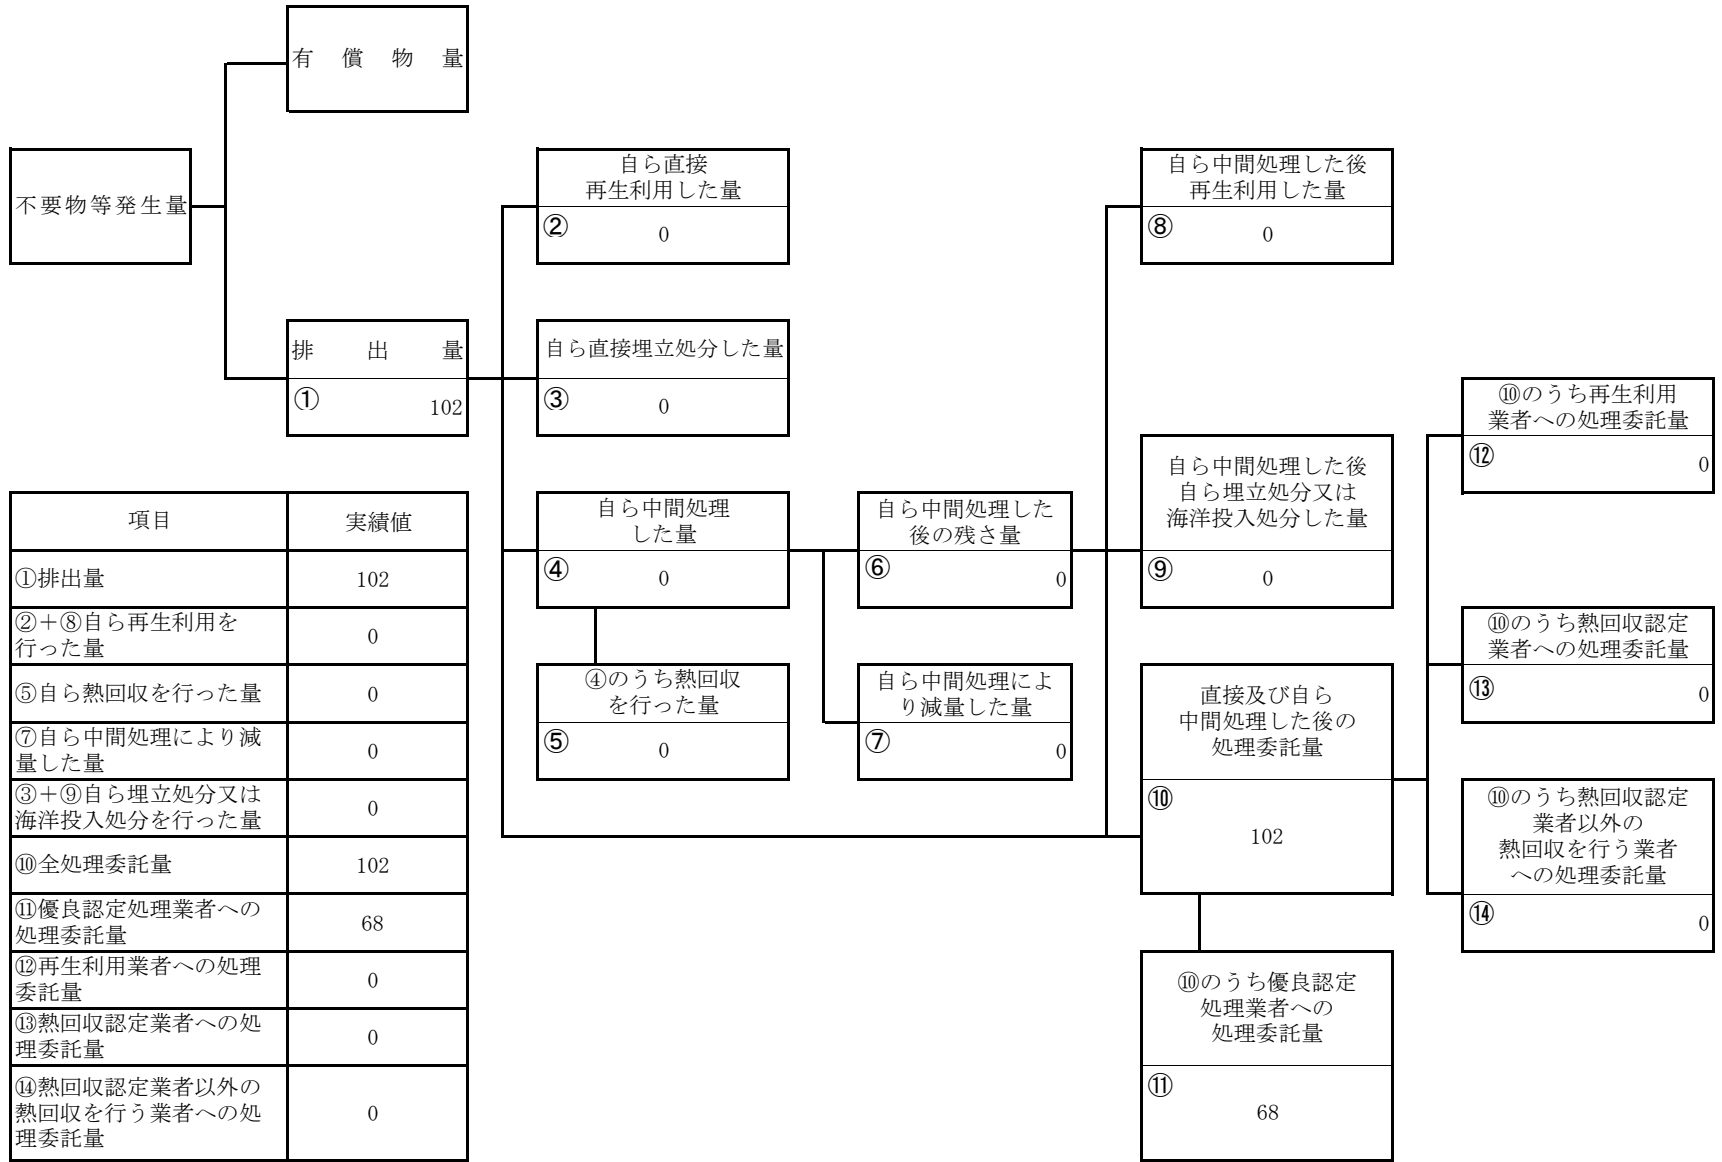 有償物量
不要物等発生量
排出量
①
102
自ら直接
再生利用した量
②
0
自ら直接埋立処分した量
③
0
自ら中間処理
した量
④
0
④のうち熱回収
を行った量
⑤
0
自ら中間処理した
後の残さ量
⑥
0
自ら中間処理によ
り減量した量
⑦
0
自ら中間処理した後
再生利用した量
⑧
0
自ら中間処理した後
自ら埋立処分又は
海洋投入処分した量
⑨
0
直接及び自ら
中間処理した後の
処理委託量
⑩
102
⑩のうち優良認定
処理業者への
処理委託量
⑪
68
⑩のうち再生利用
業者への処理委託量
⑫
0
⑩のうち熱回収認定
業者への処理委託量
⑬
0
⑩のうち熱回収認定
業者以外の
熱回収を行う業者
への処理委託量
⑭
0
項目 実績値
①排出量 102
②＋⑧自ら再生利用を
行った量
0
⑤自ら熱回収を行った量 0
⑦自ら中間処理により減
量した量
0
③＋⑨自ら埋立処分又は
海洋投入処分を行った量
0
⑩全処理委託量 102
⑪優良認定処理業者への
処理委託量
68
⑫再生利用業者への処理
委託量
0
⑬熱回収認定業者への処
理委託量
0
⑭熱回収認定業者以外の
熱回収を行う業者への処
理委託量
0